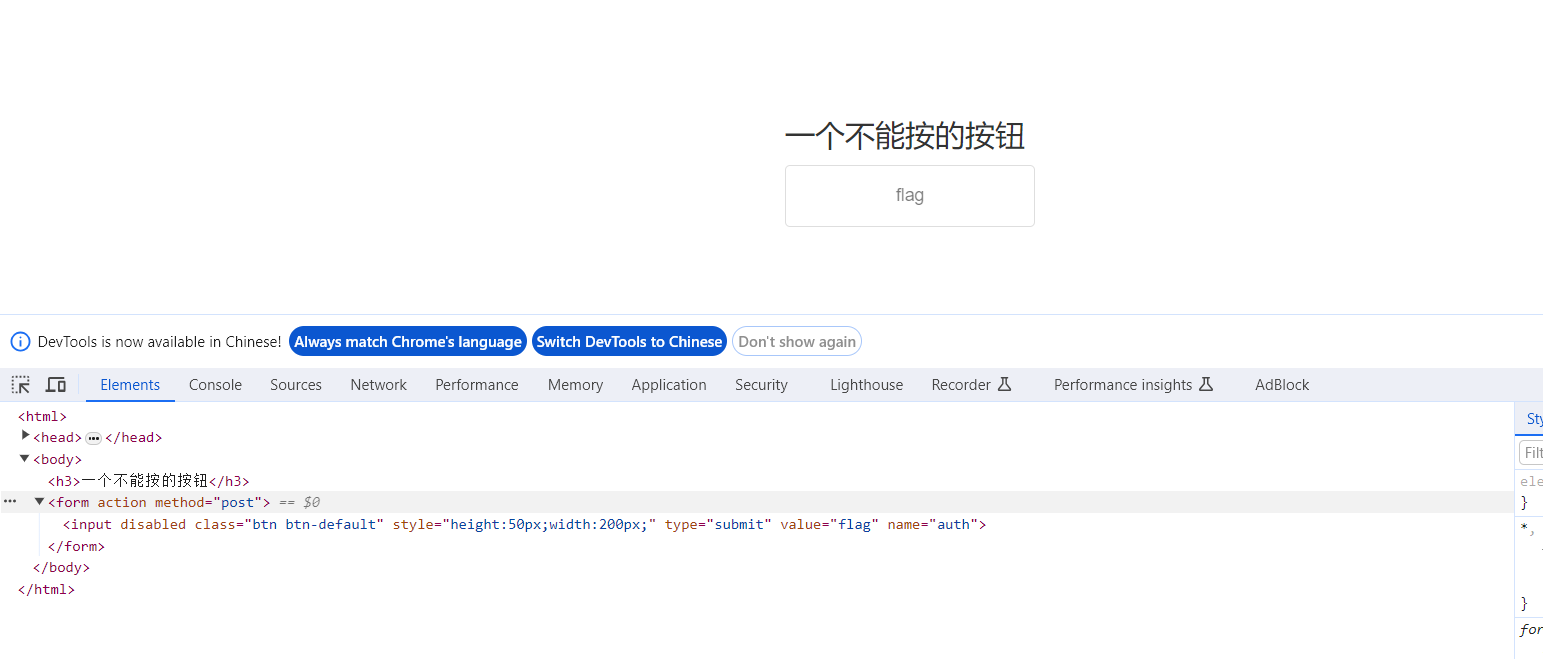 一个不能按的按钮
flag
DevTools is now available in Chinese! Always match Chrome's language Switch DevTools to Chinese Don't show again
Elements Console Sources Network Performance Memory Application Security Lighthouse Recorder Performance insights AdBlock
<html>
<head> ••• </head>
<body>
<h3>一个不能按的按钮</h3>
••• <form action method="post"> == $0
<input disabled class="btn btn-default" style="height:50px;width:200px;" type="submit" value="flag" name="auth">
</form>
</body>
</html>
Sty
Filt
ele
}
*,
}
for